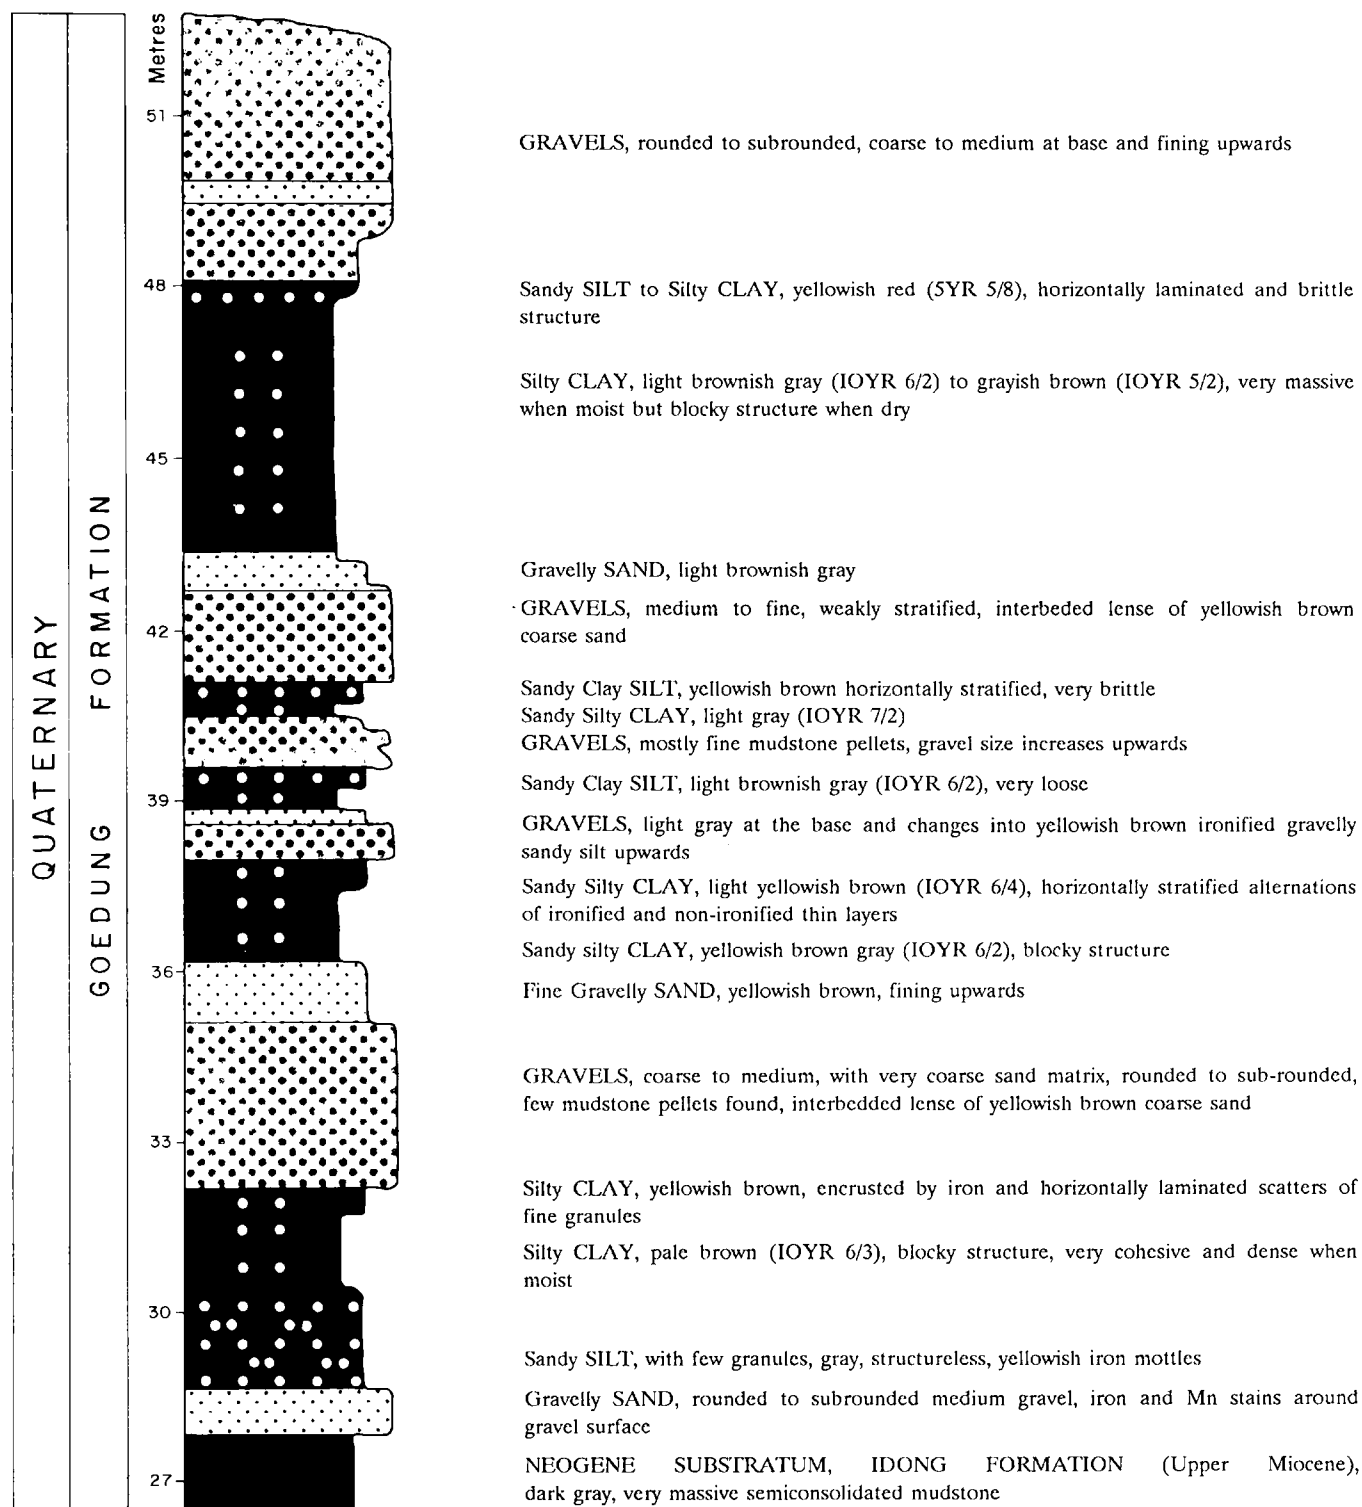 QUATERNARY
GOEDUNG FORMATION
Metres
51
48
45
42
39
36
33
30
27
GRAVELS, rounded to subrounded, coarse to medium at base and fining upwards
Sandy SILT to Silty CLAY, yellowish red (5YR 5/8), horizontally laminated and brittle
structure
Silty CLAY, light brownish gray (IOYR 6/2) to grayish brown (IOYR 5/2), very massive
when moist but blocky structure when dry
Gravelly SAND, light brownish gray
GRAVELS, medium to fine, weakly stratified, interbeded lense of yellowish brown
coarse sand
Sandy Clay SILT, yellowish brown horizontally stratified, very brittle
Sandy Silty CLAY, light gray (IOYR 7/2)
GRAVELS, mostly fine mudstone pellets, gravel size increases upwards
Sandy Clay SILT, light brownish gray (IOYR 6/2), very loose
GRAVELS, light gray at the base and changes into yellowish brown ironified gravelly
sandy silt upwards
Sandy Silty CLAY, light yellowish brown (IOYR 6/4), horizontally stratified alternations
of ironified and non-ironified thin layers
Sandy silty CLAY, yellowish brown gray (IOYR 6/2), blocky structure
Fine Gravelly SAND, yellowish brown, fining upwards
GRAVELS, coarse to medium, with very coarse sand matrix, rounded to sub-rounded,
few mudstone pellets found, interbedded lense of yellowish brown coarse sand
Silty CLAY, yellowish brown, encrusted by iron and horizontally laminated scatters of
fine granules
Silty CLAY, pale brown (IOYR 6/3), blocky structure, very cohesive and dense when
moist
Sandy SILT, with few granules, gray, structureless, yellowish iron mottles
Gravelly SAND, rounded to subrounded medium gravel, iron and Mn stains around
gravel surface
NEOGENE SUBSTRATUM, IDONG FORMATION (Upper Miocene),
dark gray, very massive semiconsolidated mudstone